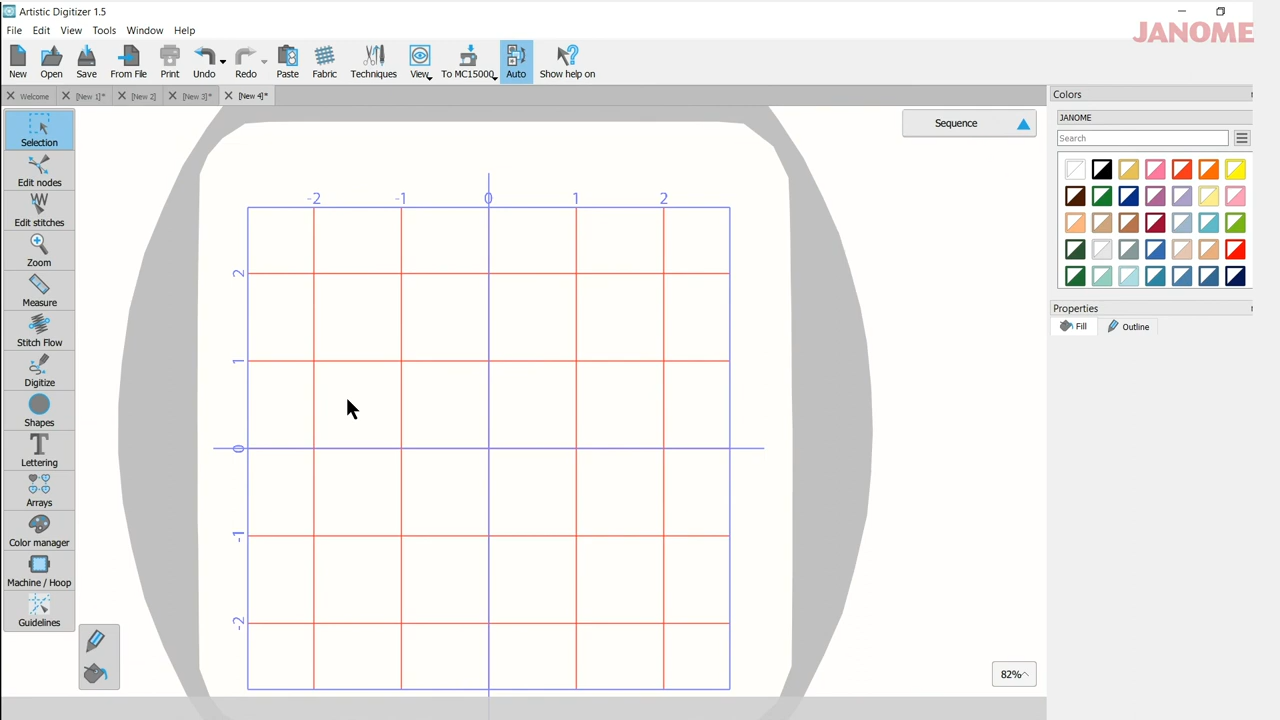 Artistic Digitizer 1.5
JANOME
File Edit View Tools Window Help
New Open Save From File Print Undo Redo Paste Fabric Techniques View To MC15000 Auto Show help on
Welcome [New 1]* [New 2] [New 3]* [New 4]*
Colors
JANOME
Search
Sequence
Selection
Edit nodes
Edit stitches
Zoom
Measure
Stitch Flow
Digitize
Shapes
Lettering
Arrays
Color manager
Machine / Hoop
Guidelines
-2 -1 0 1 2
2
1
0
-1
-2
Properties
Fill Outline
82%